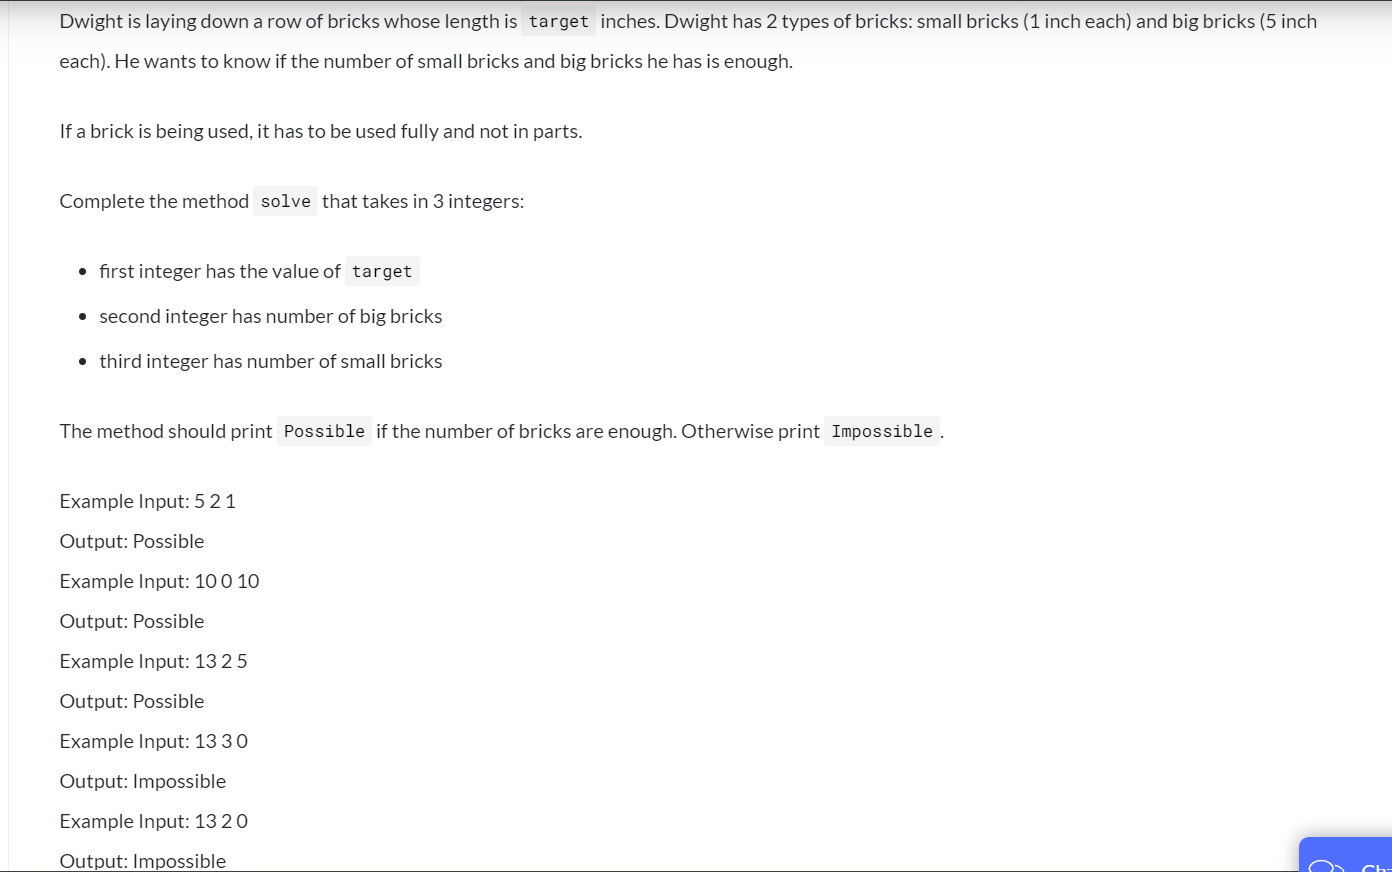 Dwight is laying down a row of bricks whose length is target inches. Dwight has 2 types of bricks: small bricks (1 inch each) and big bricks (5 inch
each). He wants to know if the number of small bricks and big bricks he has is enough.
If a brick is being used, it has to be used fully and not in parts.
Complete the method solve that takes in 3 integers:
• first integer has the value of target
• second integer has number of big bricks
• third integer has number of small bricks
The method should print Possible if the number of bricks are enough. Otherwise print Impossible.
Example Input: 5 2 1
Output: Possible
Example Input: 10 0 10
Output: Possible
Example Input: 13 2 5
Output: Possible
Example Input: 13 3 0
Output: Impossible
Example Input: 13 2 0
Output: Impossible